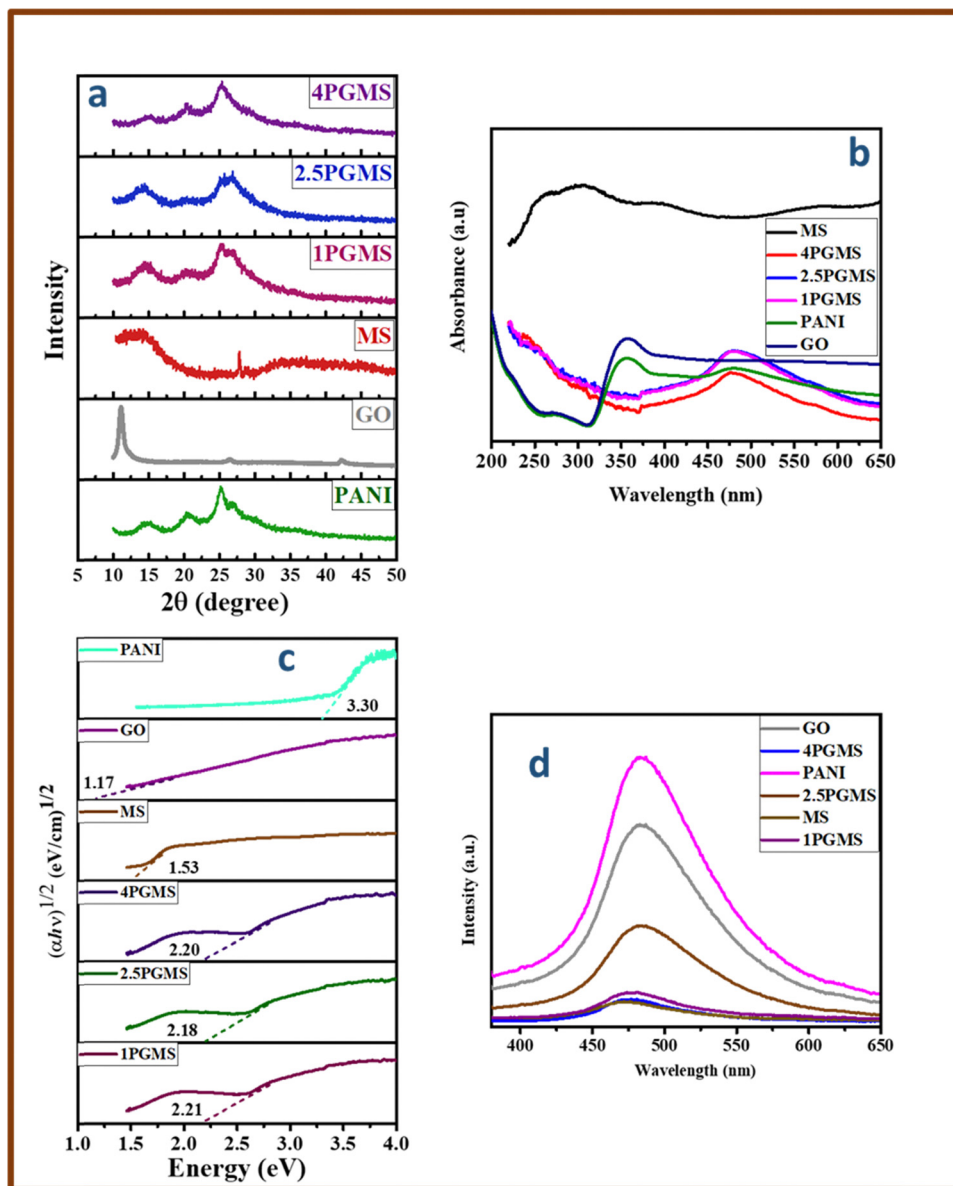 a
4PGMS
2.5PGMS
1PGMS
MS
GO
PANI
Intensity
5 10 15 20 25 30 35 40 45 50
2θ (degree)
b
MS
4PGMS
2.5PGMS
1PGMS
PANI
GO
Absorbance (a.u)
200 250 300 350 400 450 500 550 600 650
Wavelength (nm)
c
PANI
3.30
GO
1.17
MS
1.53
4PGMS
2.20
2.5PGMS
2.18
1PGMS
2.21
(αhν)^1/2 (eV/cm)^1/2
1.0 1.5 2.0 2.5 3.0 3.5 4.0
Energy (eV)
d
GO
4PGMS
PANI
2.5PGMS
MS
1PGMS
Intensity (a.u.)
400 450 500 550 600 650
Wavelength (nm)